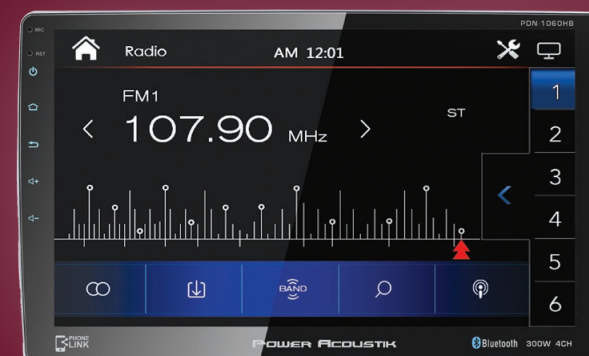 PDN-1060HB
MIC
RST
Radio
AM 12:01
FM1
107.90 MHz
ST
1
2
3
4
5
6
BAND
PHONE LINK
POWER ACOUSTIK
Bluetooth
300W 4CH